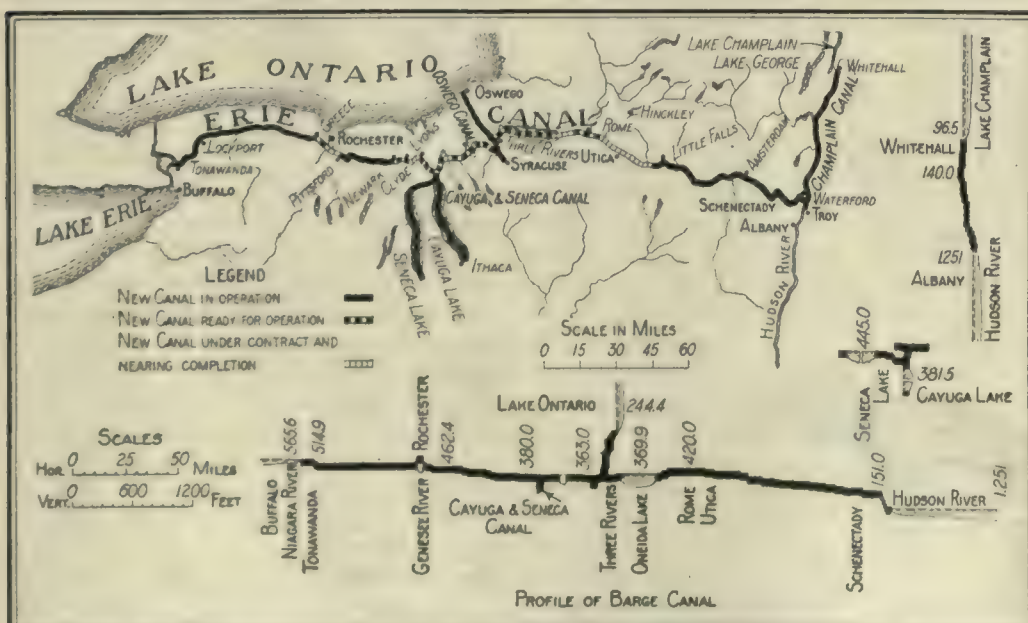 LAKE ONTARIO
ERIE
CANAL
LAKE ERIE
LOCKPORT
TONAWANDA
BUFFALO
GREECE
ROCHESTER
PITTSFORD
NEWARK
LYONS
CLYDE
OSWEGO CANAL
OSWEGO
THREE RIVERS
SYRACUSE
CAYUGA & SENECA CANAL
SENECA LAKE
CAYUGA LAKE
ITHACA
ROME
UTICA
HINCKLEY
LITTLE FALLS
AMSTERDAM
SCHENECTADY
ALBANY
TROY
WATERFORD
HUDSON RIVER
CHAMPLAIN CANAL
LAKE CHAMPLAIN
LAKE GEORGE
WHITEHALL
LEGEND
NEW CANAL IN OPERATION
NEW CANAL READY FOR OPERATION
NEW CANAL UNDER CONTRACT AND
NEARING COMPLETION
SCALE IN MILES
0 15 30 45 60
96.5
LAKE CHAMPLAIN
WHITEHALL
140.0
1.251
ALBANY
HUDSON RIVER
445.0
SENECA
LAKE
381.5
CAYUGA LAKE
SCALES
HOR. 0 25 50 MILES
VERT. 0 600 1200 FEET
BUFFALO
NIAGARA RIVER 565.6
TONAWANDA 514.9
GENESEE RIVER
ROCHESTER
462.4
380.0
CAYUGA & SENECA
CANAL
363.0
LAKE ONTARIO
244.4
THREE RIVERS
ONEIDA LAKE
369.9
ROME
420.0
UTICA
151.0
SCHENECTADY
HUDSON RIVER
1.251
PROFILE OF BARGE CANAL